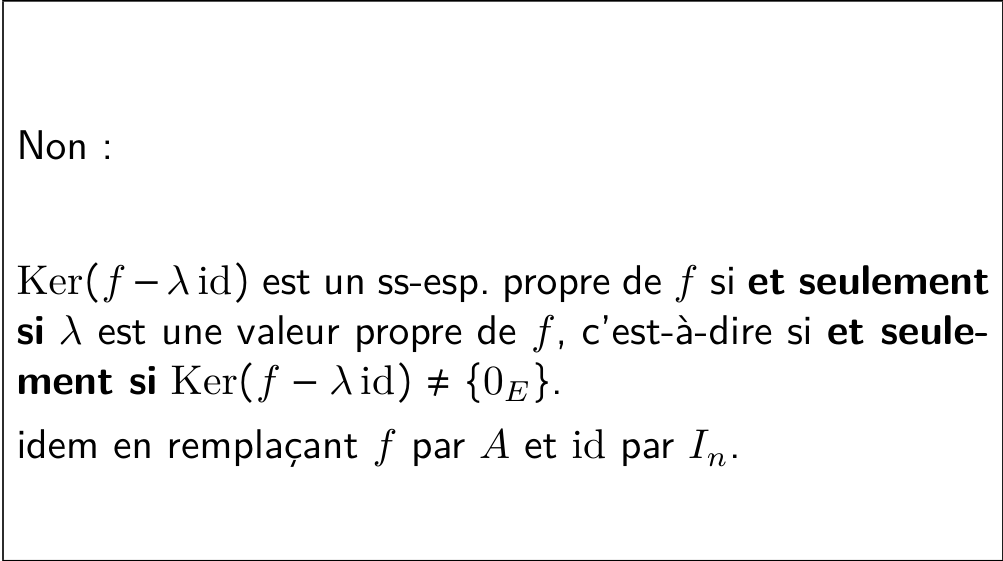 Non :
Ker(f − λ id) est un ss-esp. propre de f si et seulement
si λ est une valeur propre de f, c'est-à-dire si et seule-
ment si Ker(f − λ id) ≠ {0_E}.
idem en remplaçant f par A et id par I_n.